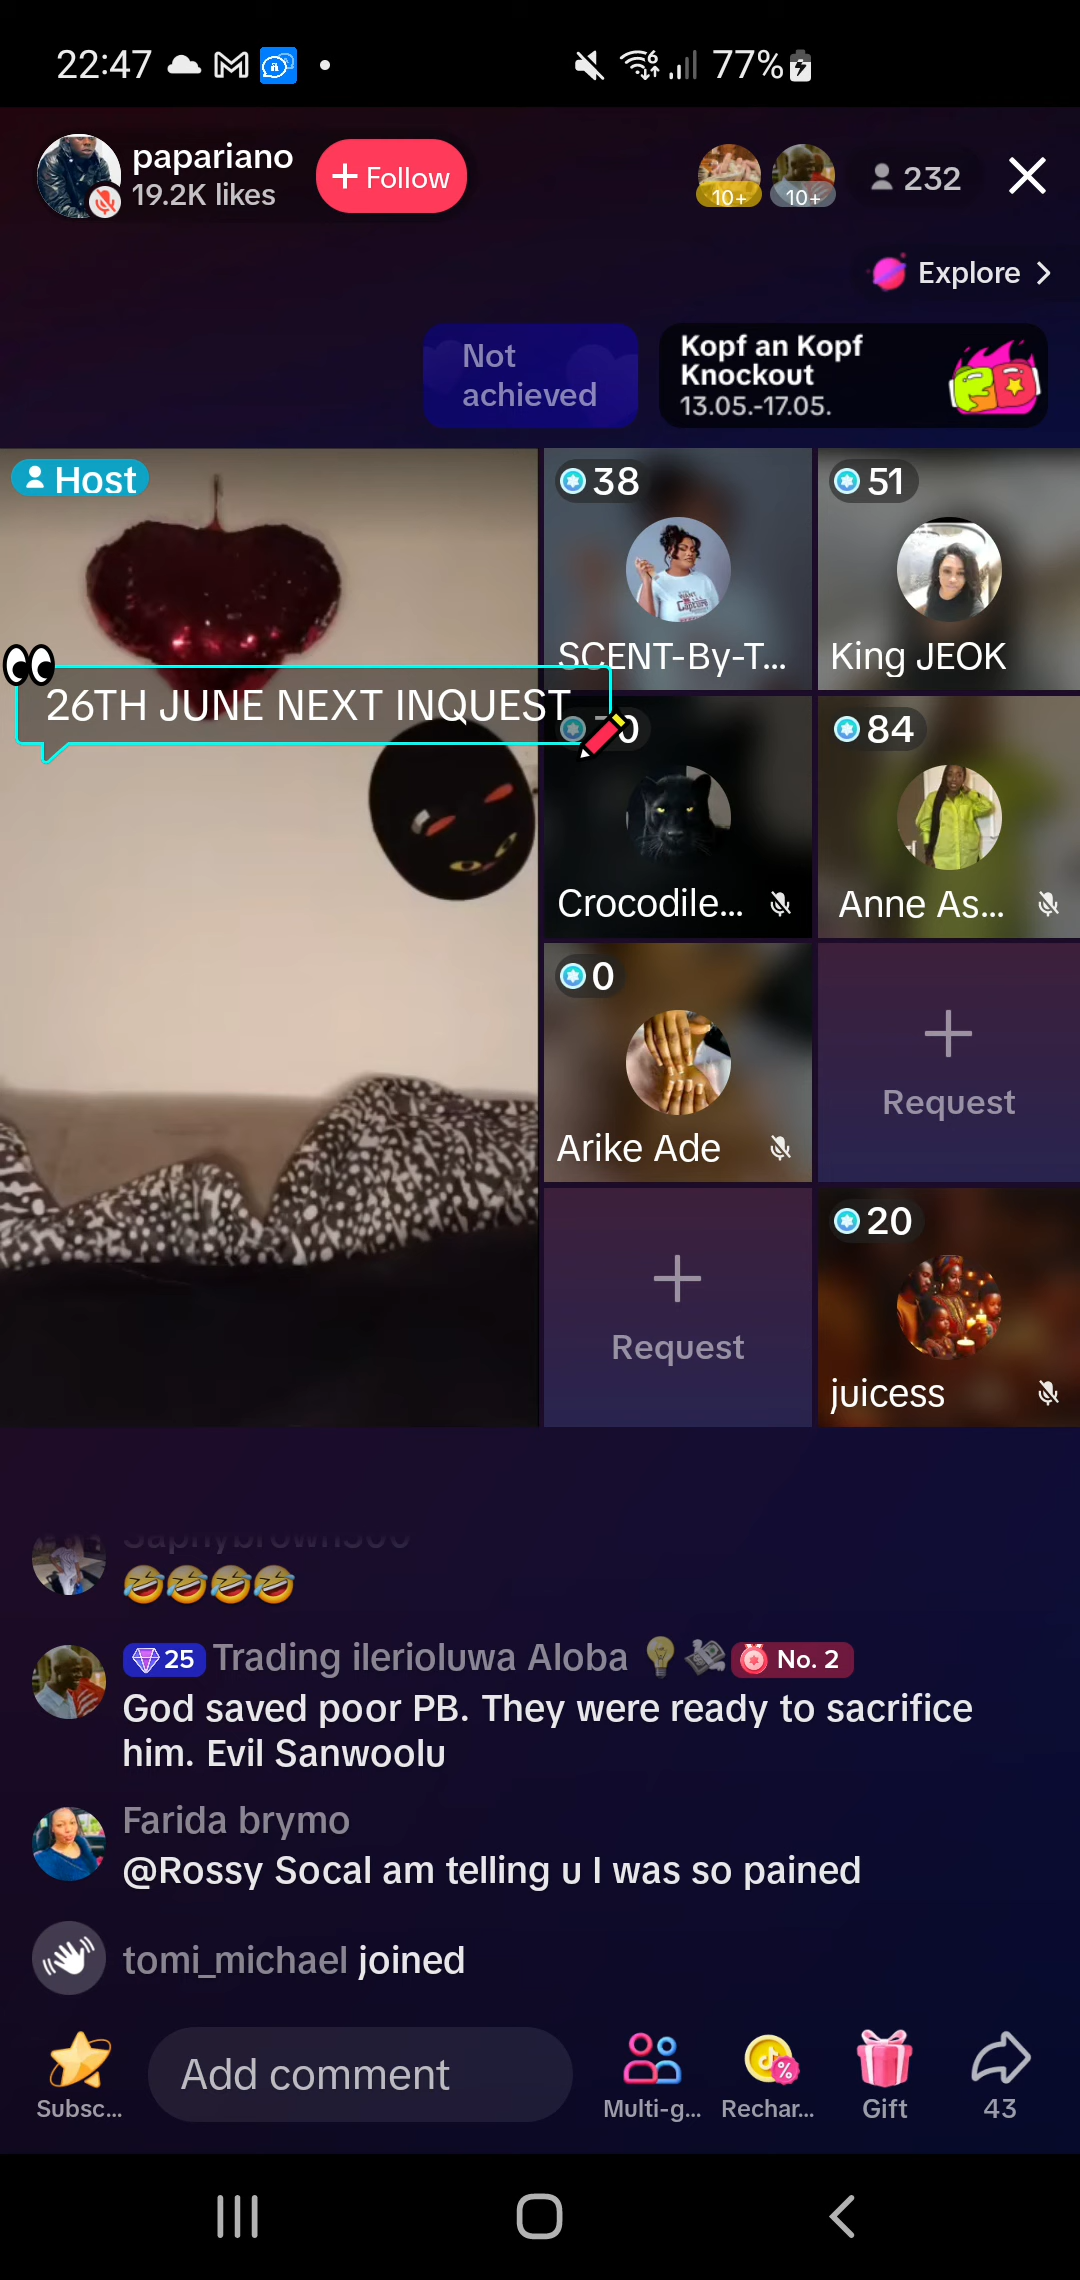 22:47
77%
papariano
19.2K likes
+ Follow
10+
10+
232
Explore
Not
achieved
Kopf an Kopf
Knockout
13.05.-17.05.
Host
38
SCENT-By-T...
51
King JEOK
26TH JUNE NEXT INQUEST
Crocodile...
84
Anne As...
0
Arike Ade
Request
Request
20
juicess
🤣🤣🤣🤣
25 Trading ilerioluwa Aloba 💡💸 No. 2
God saved poor PB. They were ready to sacrifice
him. Evil Sanwoolu
Farida brymo
@Rossy Socal am telling u I was so pained
tomi_michael joined
Add comment
Subsc...
Multi-g...
Rechar...
Gift
43